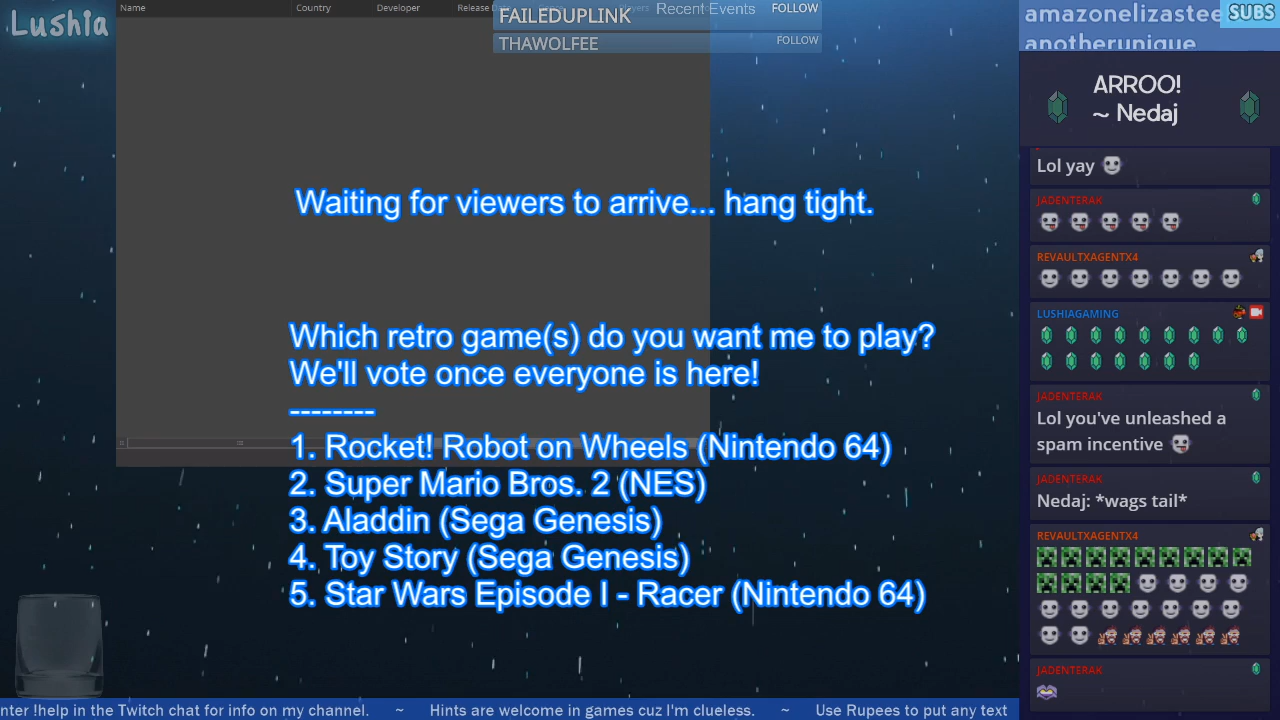 Lushia
Name Country Developer Release
FAILEDUPLINK Recent Events FOLLOW
THAWOLFEE FOLLOW
Waiting for viewers to arrive... hang tight.
Which retro game(s) do you want me to play?
We'll vote once everyone is here!
--------
1. Rocket! Robot on Wheels (Nintendo 64)
2. Super Mario Bros. 2 (NES)
3. Aladdin (Sega Genesis)
4. Toy Story (Sega Genesis)
5. Star Wars Episode I - Racer (Nintendo 64)
nter !help in the Twitch chat for info on my channel. ~ Hints are welcome in games cuz I'm clueless. ~ Use Rupees to put any text
amazonelizastee SUBS
anotherunique
ARROO!
~ Nedaj
Lol yay
JADENTERAK
REVAULTXAGENTX4
LUSHIAGAMING
JADENTERAK
Lol you've unleashed a
spam incentive
JADENTERAK
Nedaj: *wags tail*
REVAULTXAGENTX4
JADENTERAK